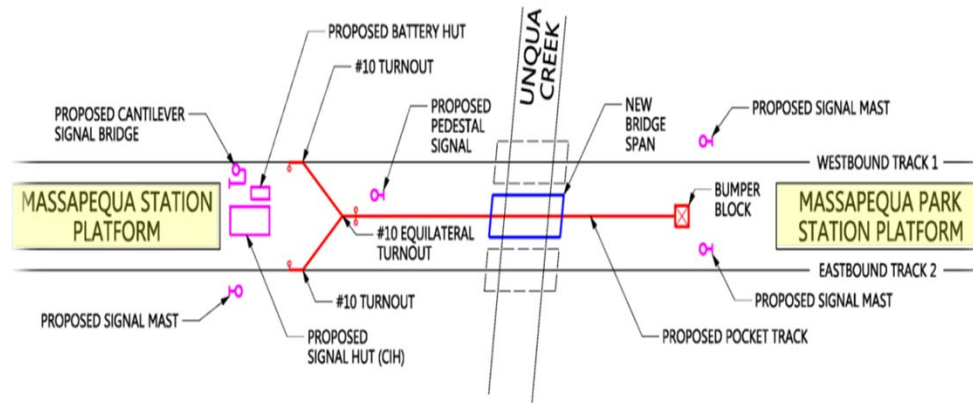 PROPOSED BATTERY HUT
#10 TURNOUT
PROPOSED CANTILEVER
SIGNAL BRIDGE
PROPOSED
PEDESTAL
SIGNAL
UNQUA
CREEK
NEW
BRIDGE
SPAN
PROPOSED SIGNAL MAST
WESTBOUND TRACK 1
MASSAPEQUA STATION
PLATFORM
BUMPER
BLOCK
MASSAPEQUA PARK
STATION PLATFORM
#10 EQUILATERAL
TURNOUT
EASTBOUND TRACK 2
#10 TURNOUT
PROPOSED SIGNAL MAST
PROPOSED SIGNAL MAST
PROPOSED
SIGNAL HUT (CIH)
PROPOSED POCKET TRACK